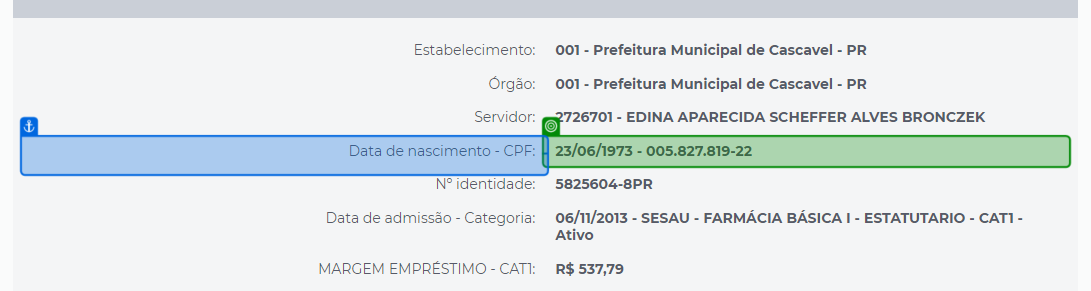 Estabelecimento: 001 - Prefeitura Municipal de Cascavel - PR
Órgão: 001 - Prefeitura Municipal de Cascavel - PR
Servidor: 2726701 - EDINA APARECIDA SCHEFFER ALVES BRONCZEK
Data de nascimento - CPF: 23/06/1973 - 005.827.819-22
Nº identidade: 5825604-8PR
Data de admissão - Categoria: 06/11/2013 - SESAU - FARMÁCIA BÁSICA I - ESTATUTARIO - CAT1 -
Ativo
MARGEM EMPRÉSTIMO - CAT1: R$ 537,79